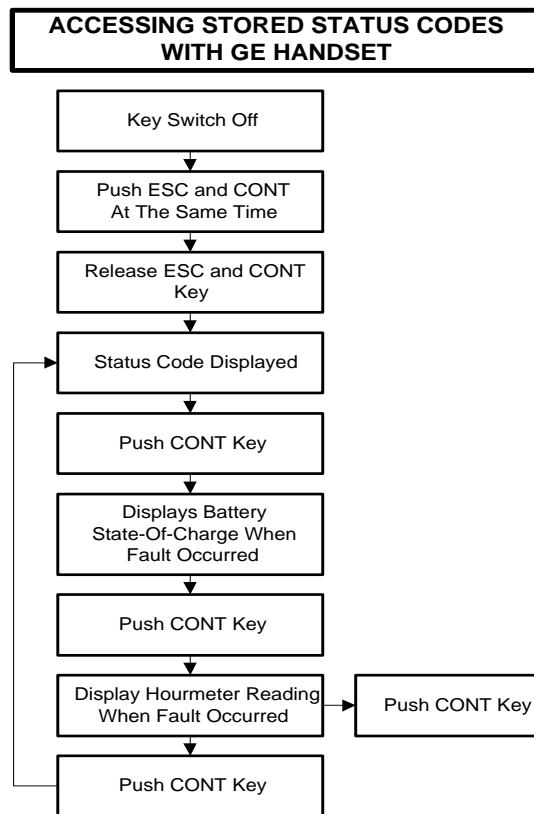 ACCESSING STORED STATUS CODES
WITH GE HANDSET
Key Switch Off
Push ESC and CONT
At The Same Time
Release ESC and CONT
Key
Status Code Displayed
Push CONT Key
Displays Battery
State-Of-Charge When
Fault Occurred
Push CONT Key
Display Hourmeter Reading
When Fault Occurred
Push CONT Key
Push CONT Key